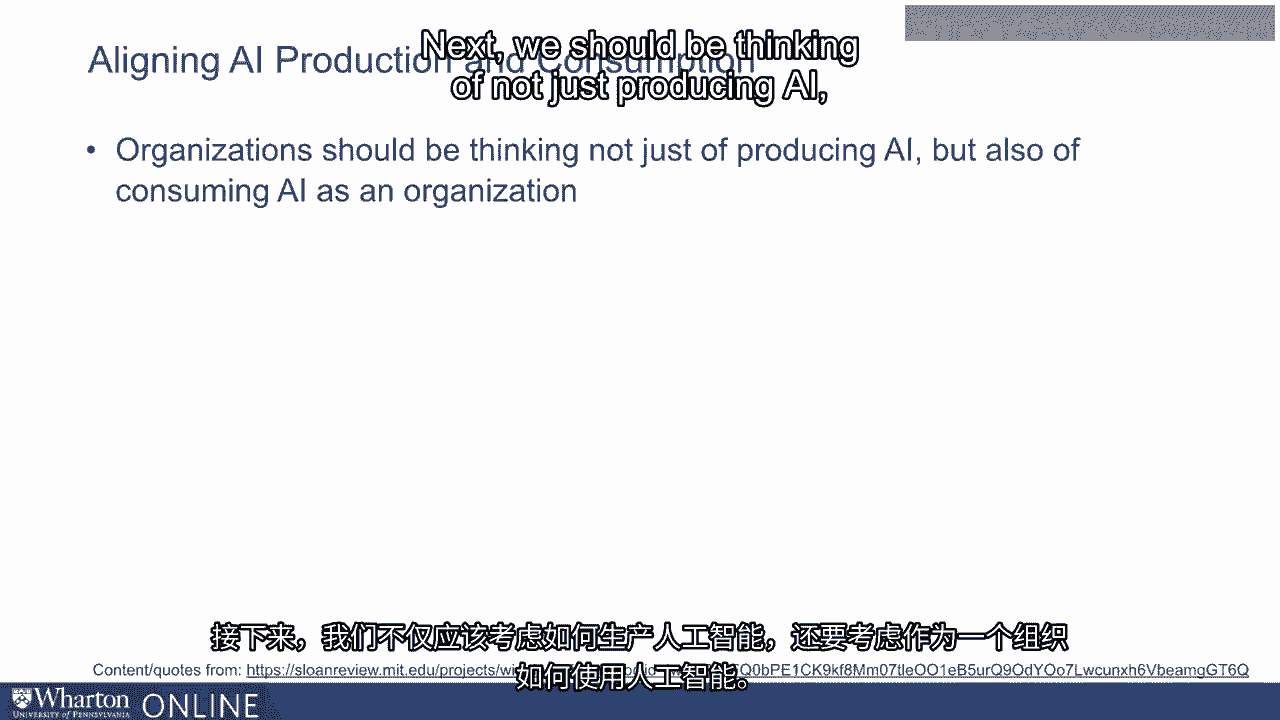 Next, we should be thinking
of not just producing AI,
Aligning AI Production and Consumption
• Organizations should be thinking not just of producing AI, but also of
consuming AI as an organization
接下来，我们不仅应该考虑如何生产人工智能，还要考虑作为一个组织
如何使用人工智能。
Content/quotes from: https://sloanreview.mit.edu/projects/wi
Wharton
UNIVERSITY of PENNSYLVANIA
ONLINE